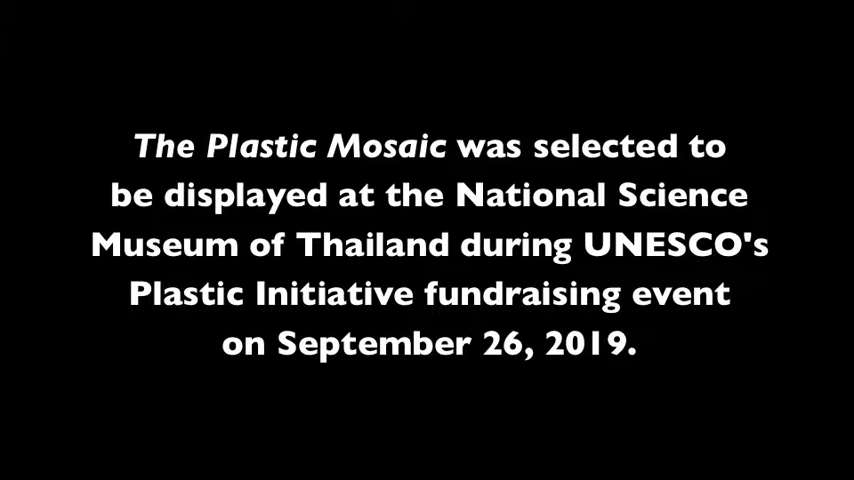 The Plastic Mosaic was selected to
be displayed at the National Science
Museum of Thailand during UNESCO's
Plastic Initiative fundraising event
on September 26, 2019.